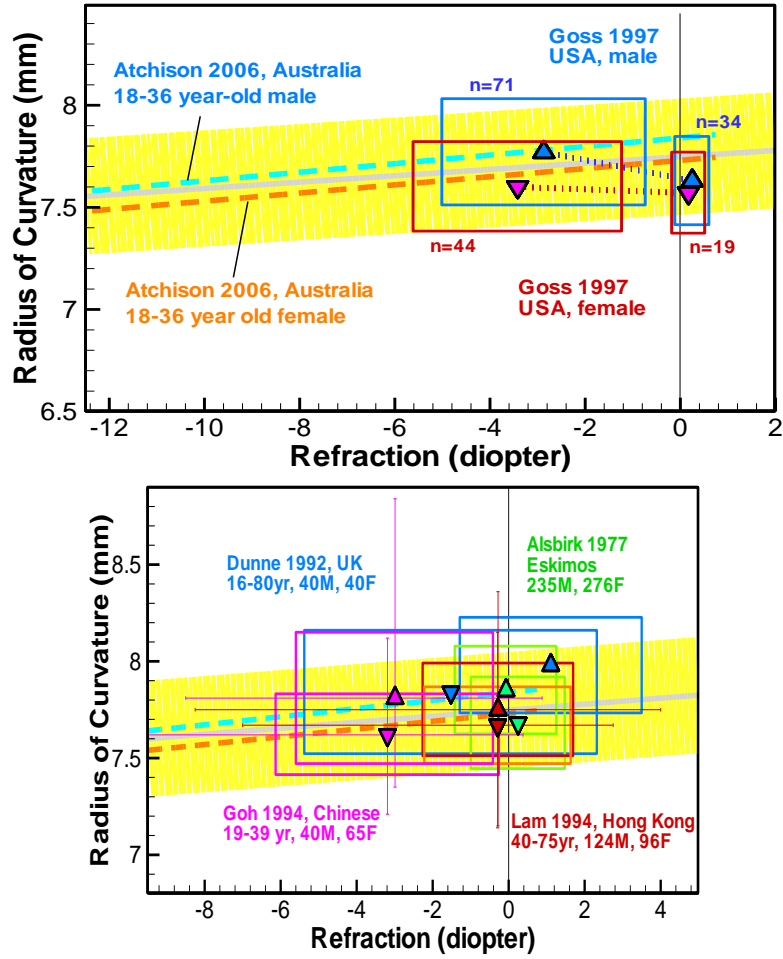 Goss 1997
USA, male
Atchison 2006, Australia
18-36 year-old male
n=71
n=34
n=44
n=19
Atchison 2006, Australia
18-36 year old female
Goss 1997
USA, female
Radius of Curvature (mm)
8
7.5
7
6.5
-12 -10 -8 -6 -4 -2 0 2
Refraction (diopter)
Dunne 1992, UK
16-80yr, 40M, 40F
Alsbirk 1977
Eskimos
235M, 276F
Goh 1994, Chinese
19-39 yr, 40M, 65F
Lam 1994, Hong Kong
40-75yr, 124M, 96F
Radius of Curvature (mm)
8.5
8
7.5
7
-8 -6 -4 -2 0 2 4
Refraction (diopter)